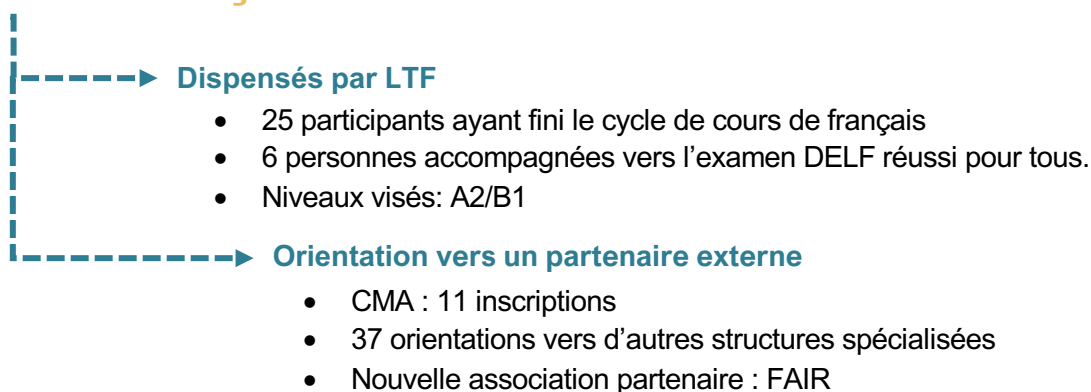 Dispensés par LTF
• 25 participants ayant fini le cycle de cours de français
• 6 personnes accompagnées vers l'examen DELF réussi pour tous.
• Niveaux visés: A2/B1
Orientation vers un partenaire externe
• CMA : 11 inscriptions
• 37 orientations vers d'autres structures spécialisées
• Nouvelle association partenaire : FAIR